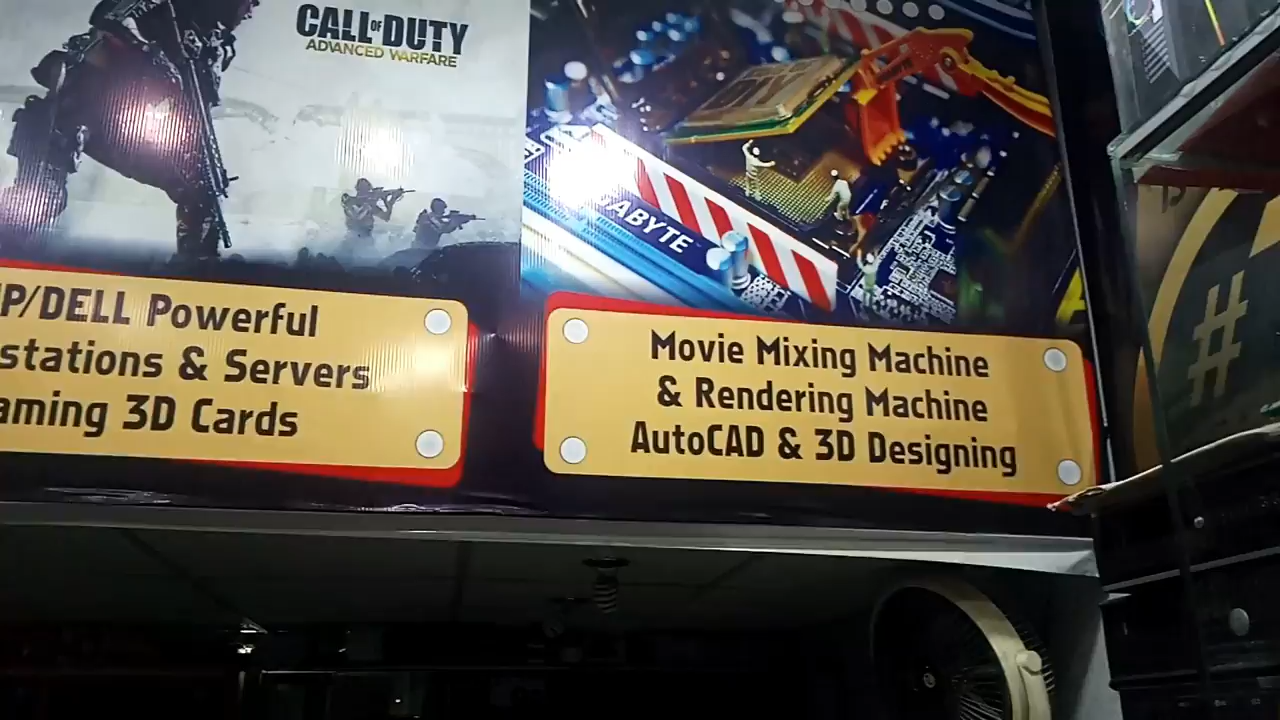 CALL OF DUTY
ADVANCED WARFARE
P/DELL Powerful
stations & Servers
aming 3D Cards
ABYTE
Movie Mixing Machine
& Rendering Machine
AutoCAD & 3D Designing
#